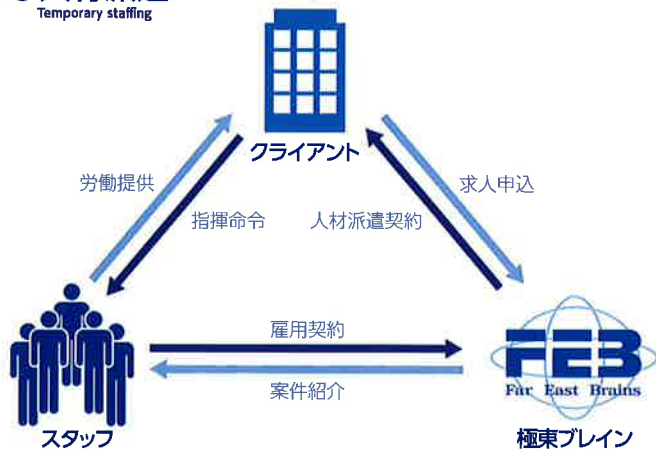 Temporary staffing
クライアント
労働提供
求人申込
指揮命令
人材派遣契約
雇用契約
FEB
Far East Brains
案件紹介
スタッフ
極東ブレイン